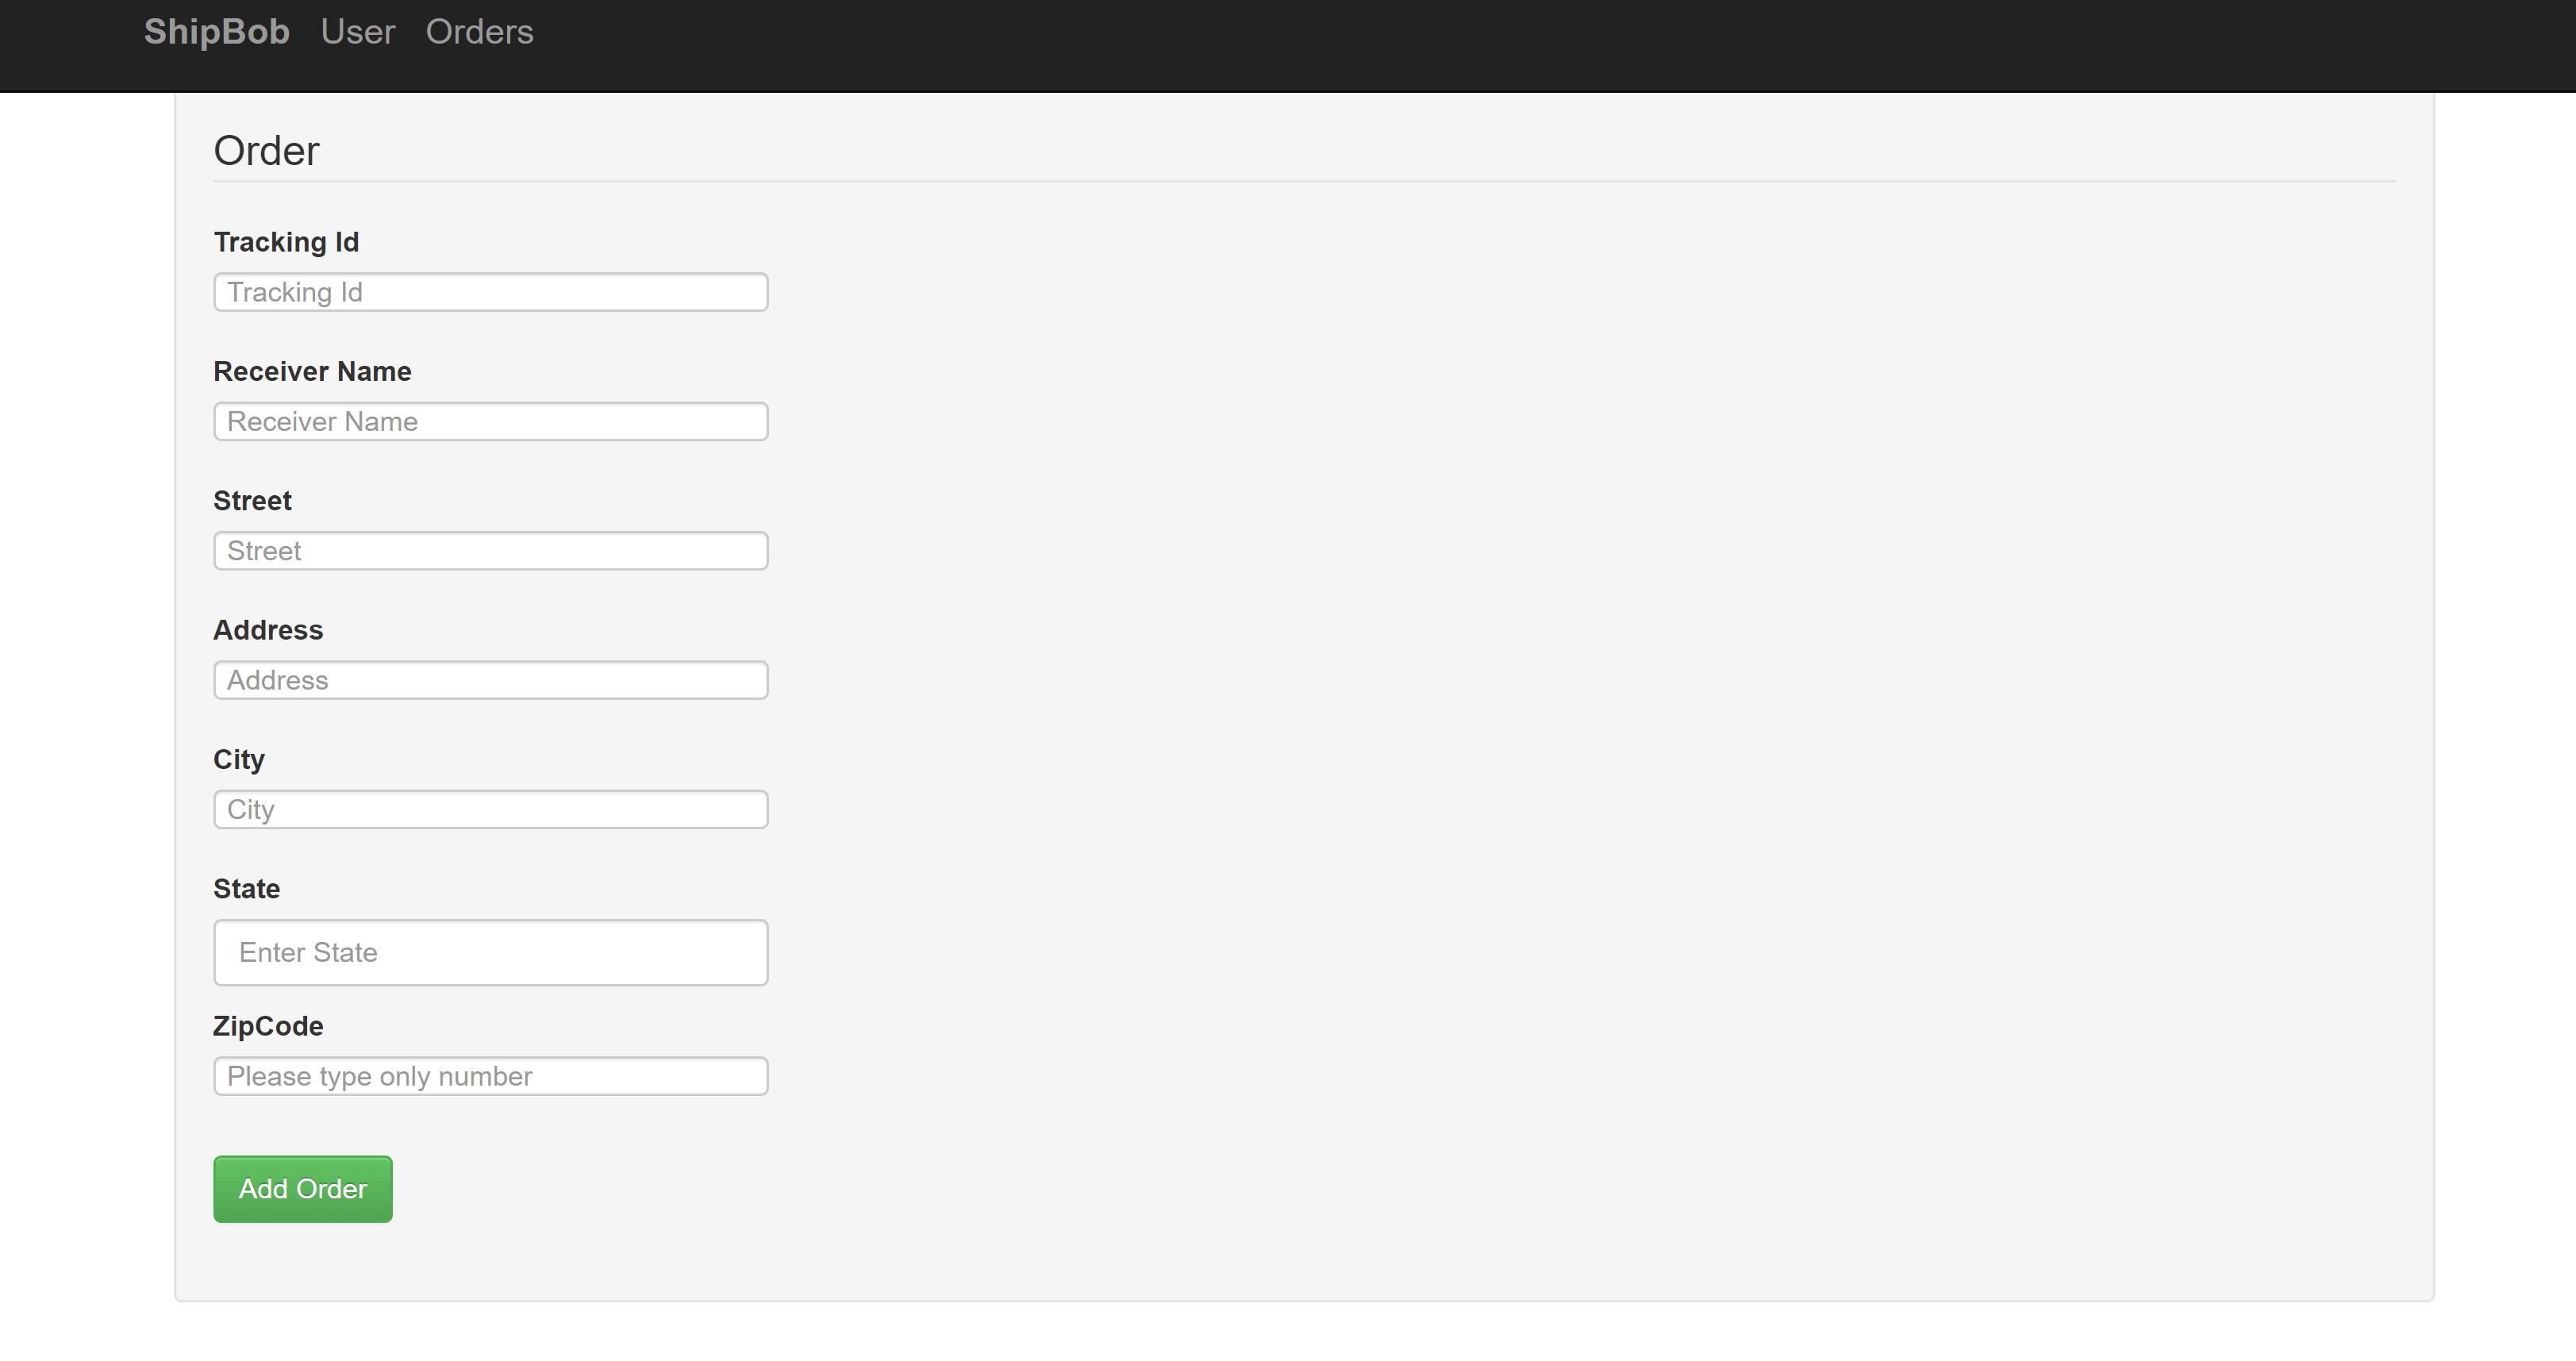 ShipBob User Orders
Order
Tracking Id
Tracking Id
Receiver Name
Receiver Name
Street
Street
Address
Address
City
City
State
Enter State
ZipCode
Please type only number
Add Order